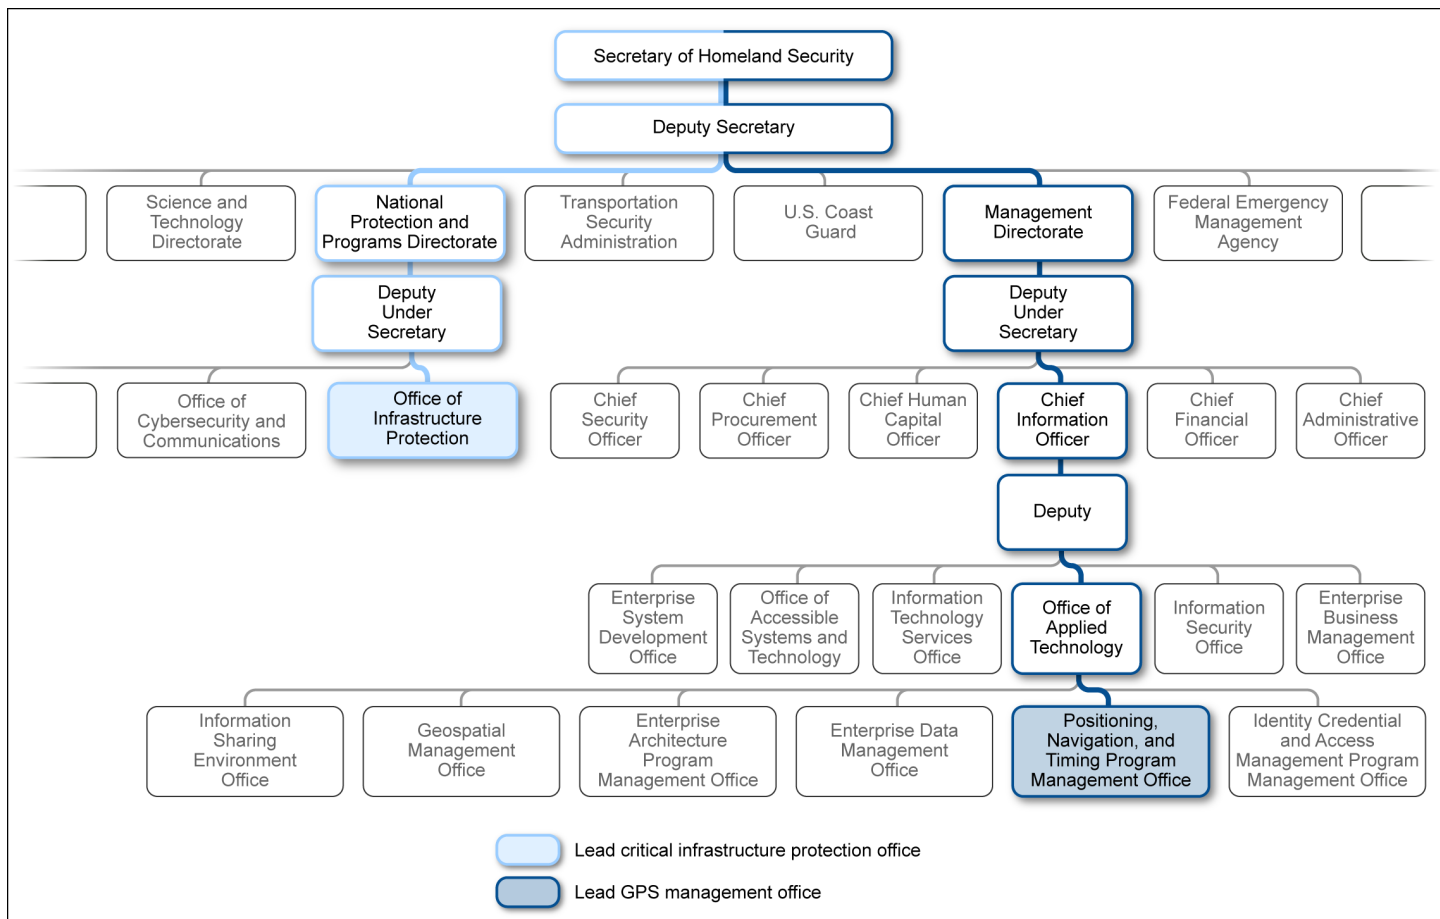 Secretary of Homeland Security
Deputy Secretary
Science and
Technology
Directorate
National
Protection and
Programs Directorate
Transportation
Security
Administration
U.S. Coast
Guard
Management
Directorate
Federal Emergency
Management
Agency
Deputy
Under
Secretary
Deputy
Under
Secretary
Office of
Cybersecurity and
Communications
Office of
Infrastructure
Protection
Chief
Security
Officer
Chief
Procurement
Officer
Chief Human
Capital
Officer
Chief
Information
Officer
Chief
Financial
Officer
Chief
Administrative
Officer
Deputy
Enterprise
System
Development
Office
Office of
Accessible
Systems and
Technology
Information
Technology
Services
Office
Office of
Applied
Technology
Information
Security
Office
Enterprise
Business
Management
Office
Information
Sharing
Environment
Office
Geospatial
Management
Office
Enterprise
Architecture
Program
Management Office
Enterprise Data
Management
Office
Positioning,
Navigation, and
Timing Program
Management Office
Identity Credential
and Access
Management Program
Management Office
Lead critical infrastructure protection office
Lead GPS management office